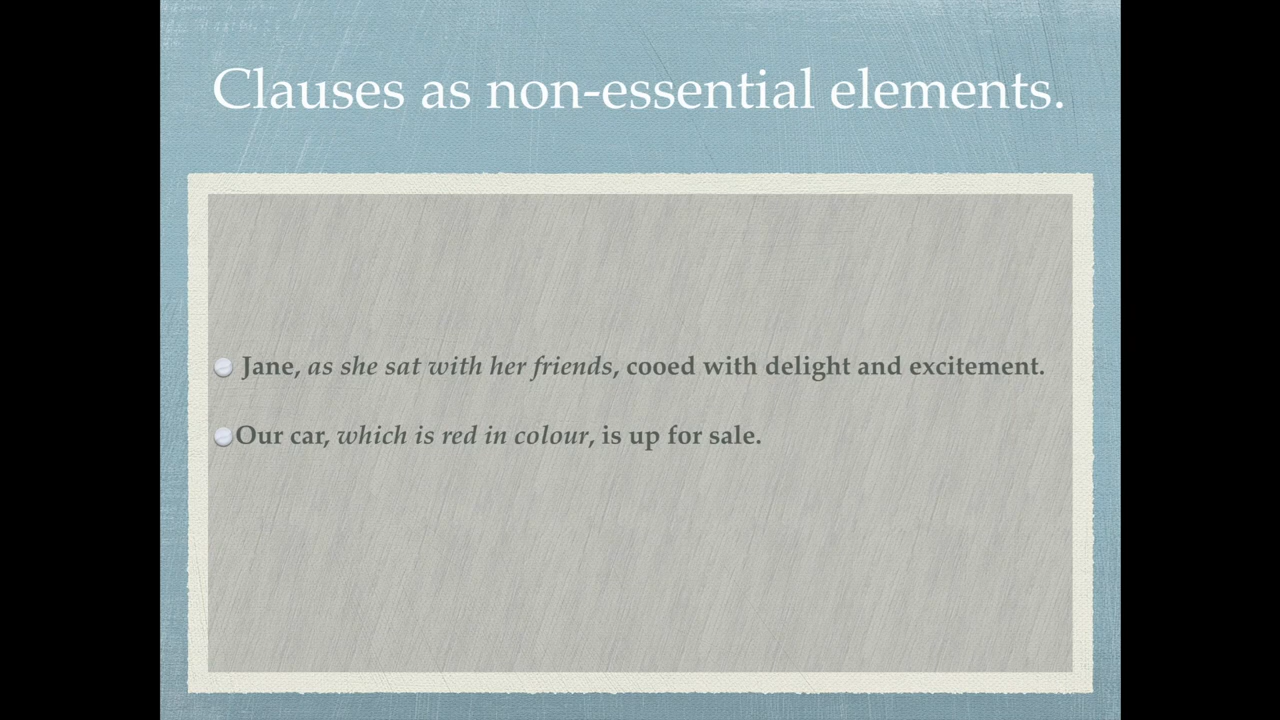 Clauses as non-essential elements.
Jane, as she sat with her friends, cooed with delight and excitement.
Our car, which is red in colour, is up for sale.